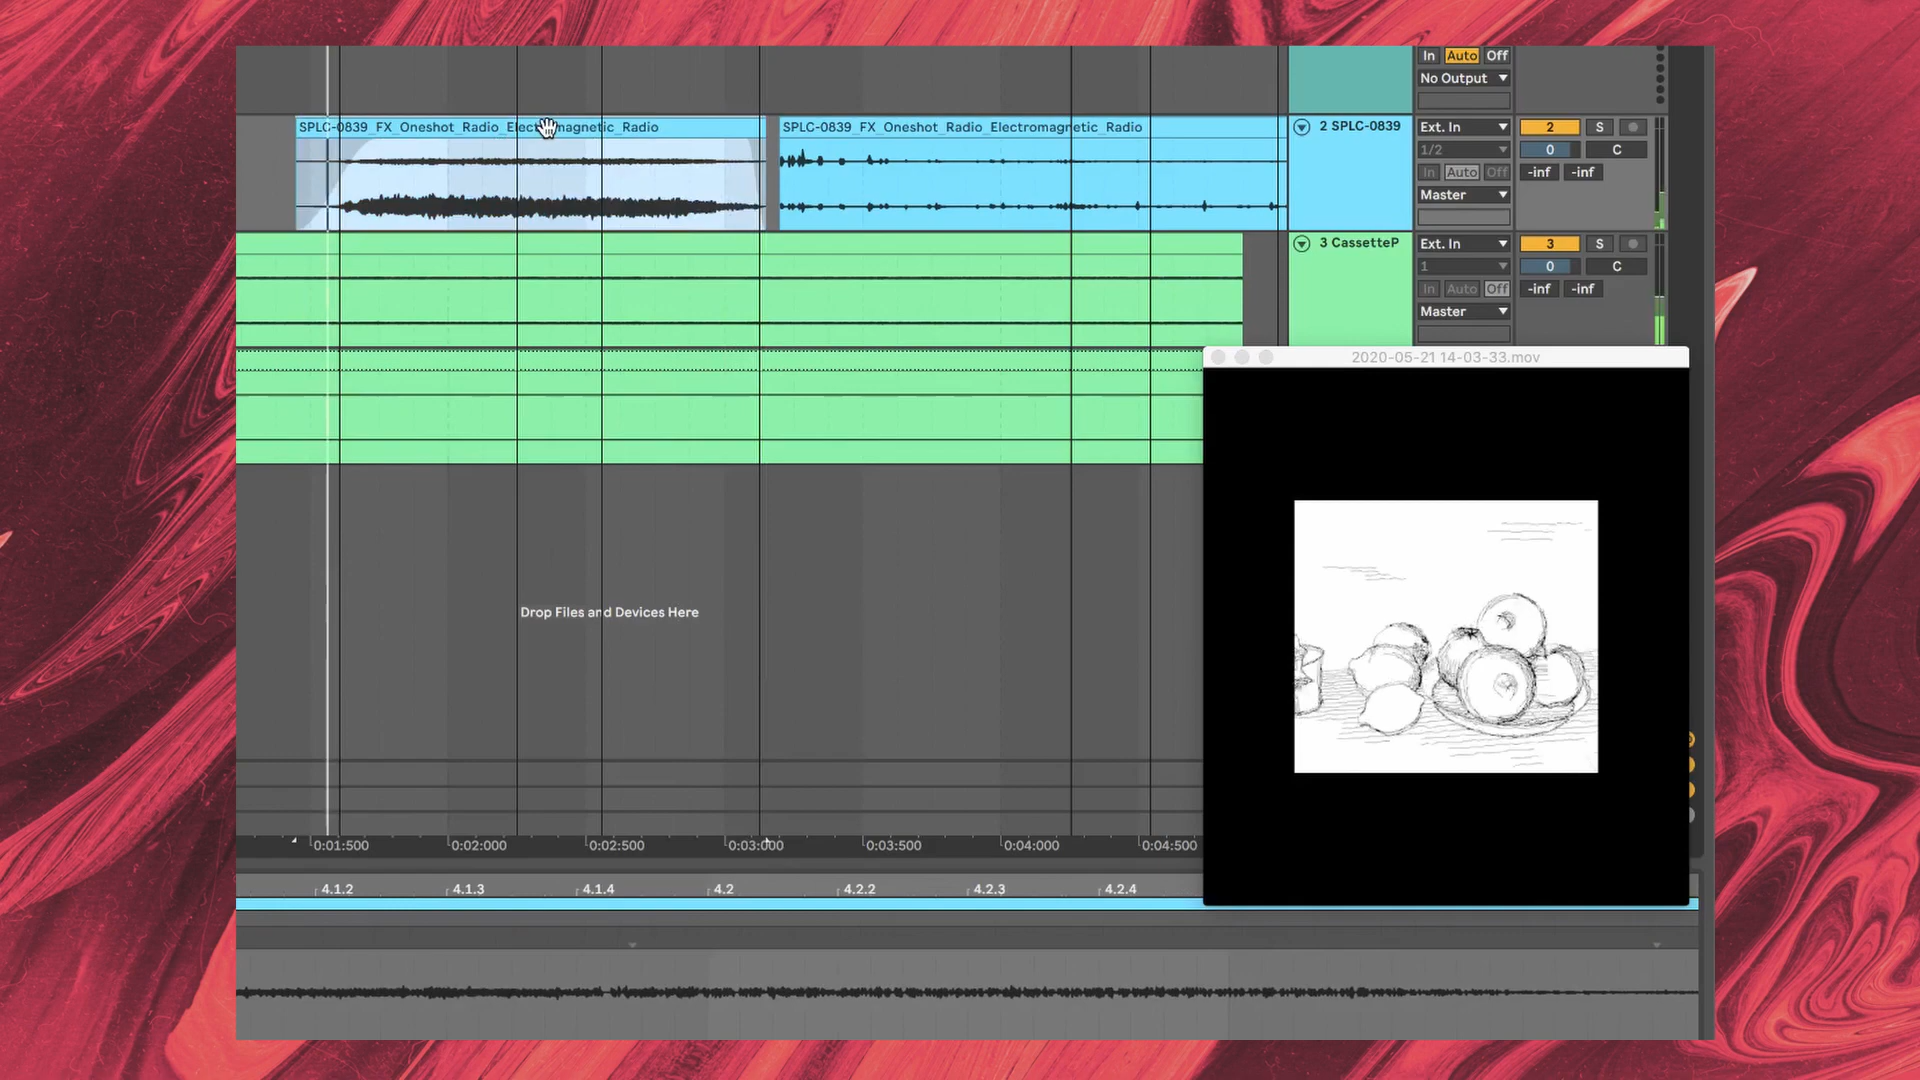 In Auto Off
No Output
SPLC-0839_FX_Oneshot_Radio_Elect magnetic_Radio
SPLC-0839_FX_Oneshot_Radio_Electromagnetic_Radio
2 SPLC-0839
Ext. In
2
S
1/2
0
C
In Auto Off
-inf
-inf
Master
3 CassetteP
Ext. In
3
S
1
0
C
In Auto Off
-inf
-inf
Master
2020-05-21 14-03-33.mov
Drop Files and Devices Here
0:01:500
0:02:000
0:02:500
0:03:000
0:03:500
0:04:000
0:04:500
4.1.2
4.1.3
4.1.4
4.2
4.2.2
4.2.3
4.2.4